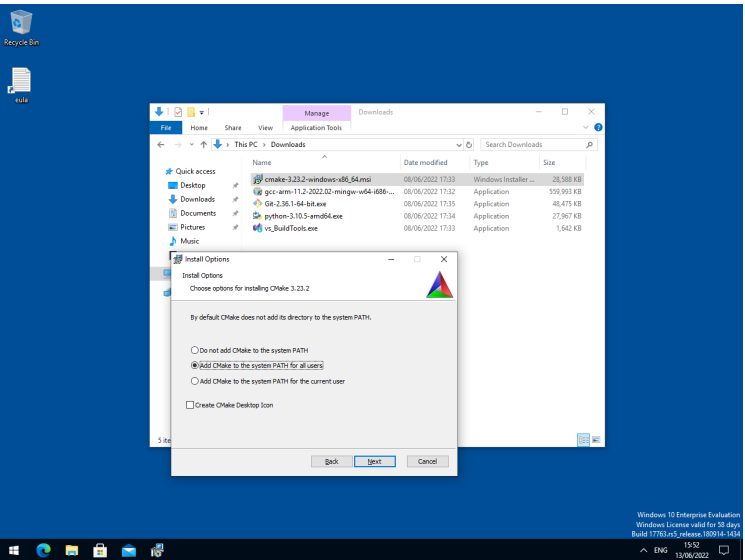 Recycle Bin
eula
Manage
Downloads
File
Home
Share
View
Application Tools
This PC > Downloads
Search Downloads
Name
Date modified
Type
Size
Quick access
Desktop
Downloads
Documents
Pictures
Music
cmake-3.23.2-windows-x86_64.msi 08/06/2022 17:33 Windows Installer ... 28,588 KB
gcc-arm-11.2-2022.02-mingw-w64-i686-... 08/06/2022 17:32 Application 559,993 KB
Git-2.36.1-64-bit.exe 08/06/2022 17:35 Application 48,475 KB
python-3.10.5-amd64.exe 08/06/2022 17:34 Application 27,967 KB
vs_BuildTools.exe 08/06/2022 17:33 Application 1,642 KB
Install Options
Install Options
Choose options for installing CMake 3.23.2
By default CMake does not add its directory to the system PATH.
Do not add CMake to the system PATH
Add CMake to the system PATH for all users
Add CMake to the system PATH for the current user
Create CMake Desktop Icon
5 ite
Back
Next
Cancel
Windows 10 Enterprise Evaluation
Windows License valid for 58 days
Build 17763.rs5_release.180914-1434
ENG
15:52
13/06/2022